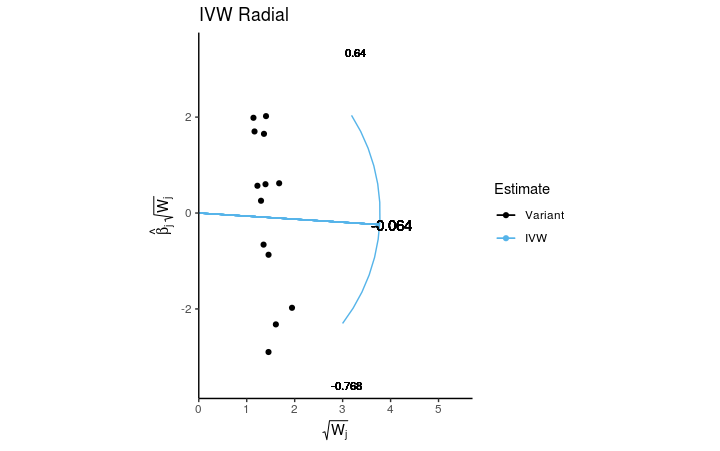 IVW Radial
0.64
2
0
-2
-0.064
-0.768
0 1 2 3 4 5
√Wⱼ
β̂ⱼ√Wⱼ
Estimate
Variant
IVW